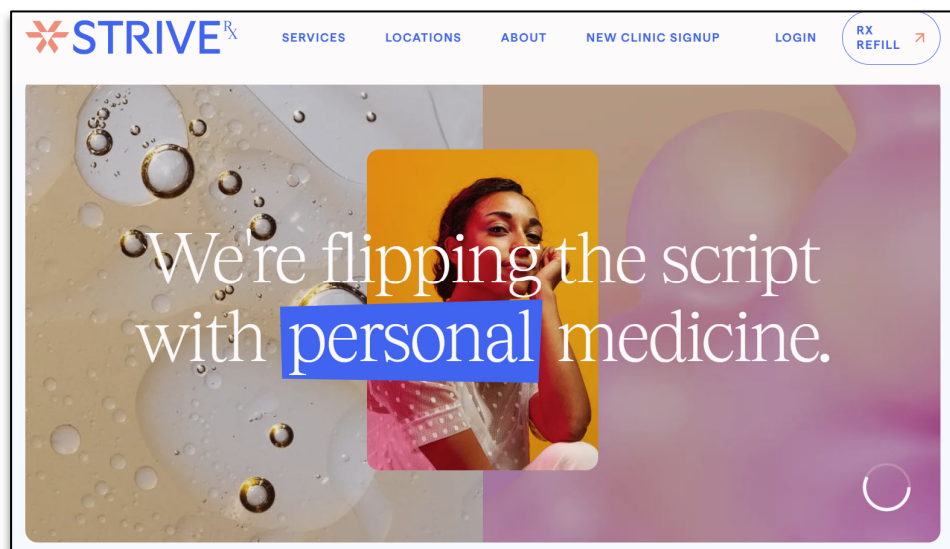 STRIVE RX
SERVICES
LOCATIONS
ABOUT
NEW CLINIC SIGNUP
LOGIN
RX
REFILL
We're flipping the script
with personal medicine.